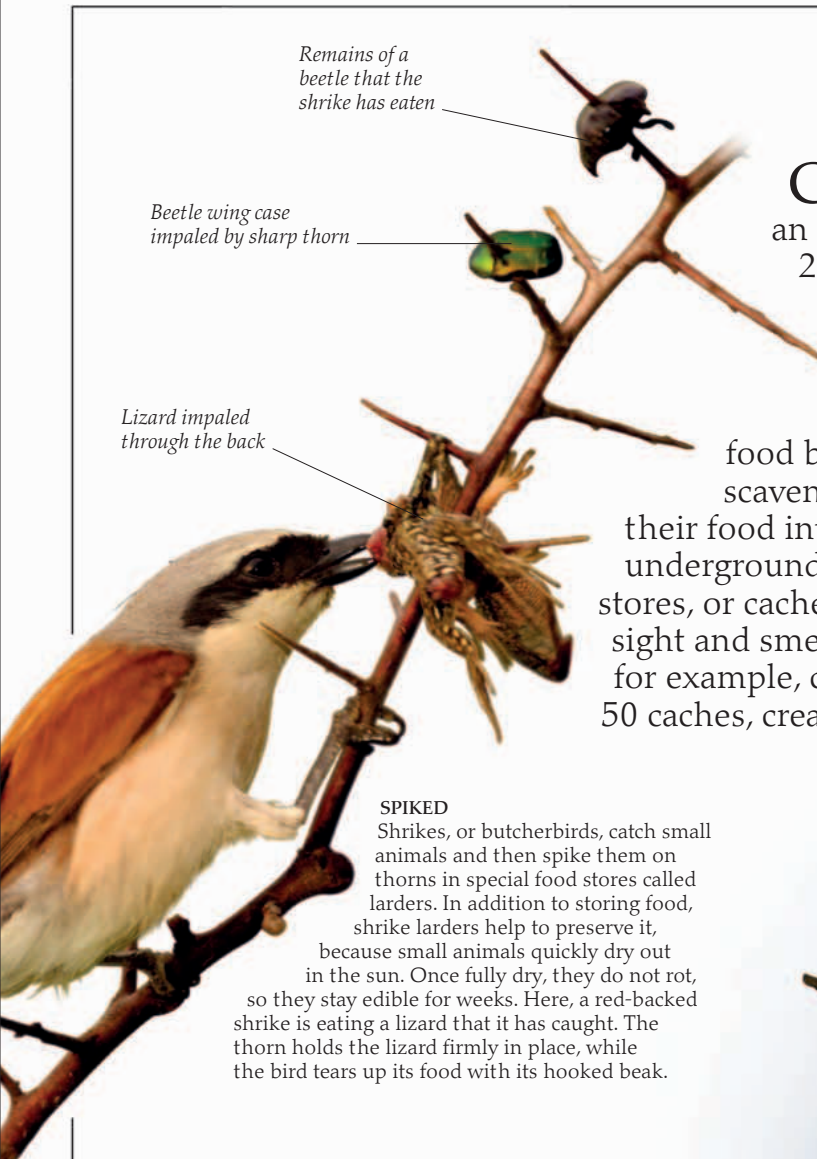 Remains of a
beetle that the
shrike has eaten
Beetle wing case
impaled by sharp thorn
Lizard impaled
through the back
an
2
food b
scaven
their food in
underground
stores, or cache
sight and sme
for example,
50 caches, crea
SPIKED
Shrikes, or butcherbirds, catch small
animals and then spike them on
thorns in special food stores called
larders. In addition to storing food,
shrike larders help to preserve it,
because small animals quickly dry out
in the sun. Once fully dry, they do not rot,
so they stay edible for weeks. Here, a red-backed
shrike is eating a lizard that it has caught. The
thorn holds the lizard firmly in place, while
the bird tears up its food with its hooked beak.